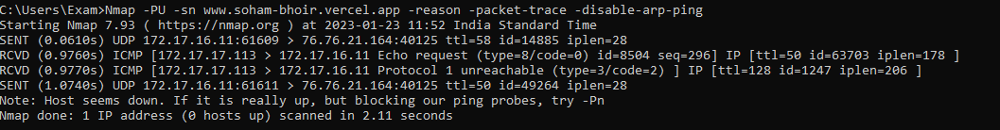 C:\Users\Exam>Nmap -PU -sn www.soham-bhoir.vercel.app -reason -packet-trace -disable-arp-ping
Starting Nmap 7.93 ( https://nmap.org ) at 2023-01-23 11:52 India Standard Time
SENT (0.0610s) UDP 172.17.16.11:61609 > 76.76.21.164:40125 ttl=58 id=14885 iplen=28
RCVD (0.9760s) ICMP [172.17.17.113 > 172.17.16.11 Echo request (type=8/code=0) id=8504 seq=296] IP [ttl=50 id=63703 iplen=178 ]
RCVD (0.9770s) ICMP [172.17.17.113 > 172.17.16.11 Protocol 1 unreachable (type=3/code=2) ] IP [ttl=128 id=1247 iplen=206 ]
SENT (1.0740s) UDP 172.17.16.11:61611 > 76.76.21.164:40125 ttl=50 id=49264 iplen=28
Note: Host seems down. If it is really up, but blocking our ping probes, try -Pn
Nmap done: 1 IP address (0 hosts up) scanned in 2.11 seconds